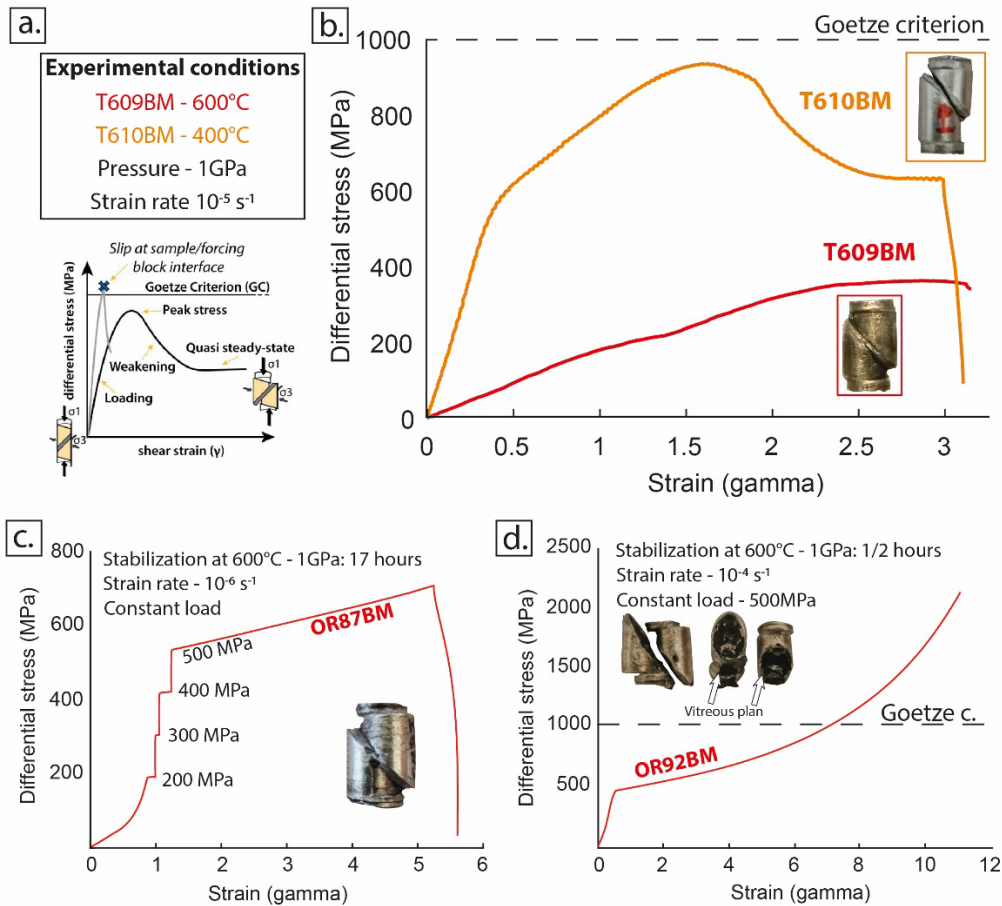 a.
Experimental conditions
T609BM - 600°C
T610BM - 400°C
Pressure - 1GPa
Strain rate 10⁻⁵ s⁻¹
Slip at sample/forcing
block interface
Goetze Criterion (GC)
Peak stress
Weakening
Quasi steady-state
Loading
σ1
σ3
σ1
σ3
differential stress (MPa)
shear strain (γ)
b.
Goetze criterion
T610BM
T609BM
1000
800
600
400
200
0
Differential stress (MPa)
0 0.5 1 1.5 2 2.5 3
Strain (gamma)
c.
Stabilization at 600°C - 1GPa: 17 hours
Strain rate - 10⁻⁶ s⁻¹
Constant load
OR87BM
500 MPa
400 MPa
300 MPa
200 MPa
800
600
400
200
Differential stress (MPa)
0 1 2 3 4 5 6
Strain (gamma)
d.
Stabilization at 600°C - 1GPa: 1/2 hours
Strain rate - 10⁻⁴ s⁻¹
Constant load - 500MPa
Vitreous plan
Goetze c.
OR92BM
2500
2000
1500
1000
500
0
Differential stress (MPa)
0 2 4 6 8 10 12
Strain (gamma)